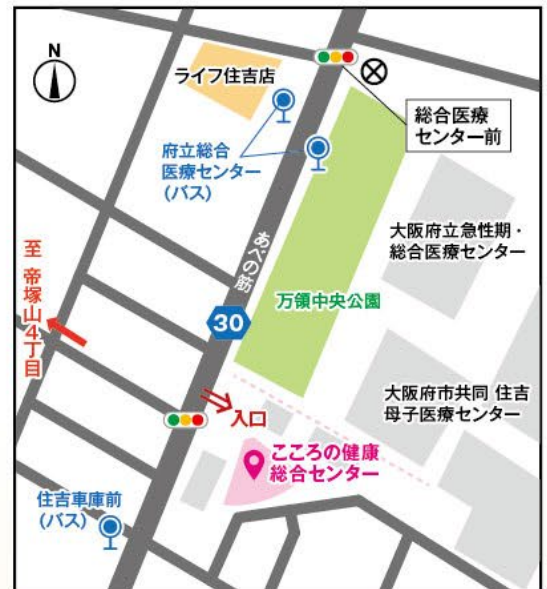 N
ライフ住吉店
総合医療
センター前
府立総合
医療センター
(バス)
大阪府立急性期・
総合医療センター
あべの筋
至 帝塚山4丁目
万領中央公園
30
大阪府市共同 住吉
母子医療センター
入口
こころの健康
総合センター
住吉車庫前
(バス)